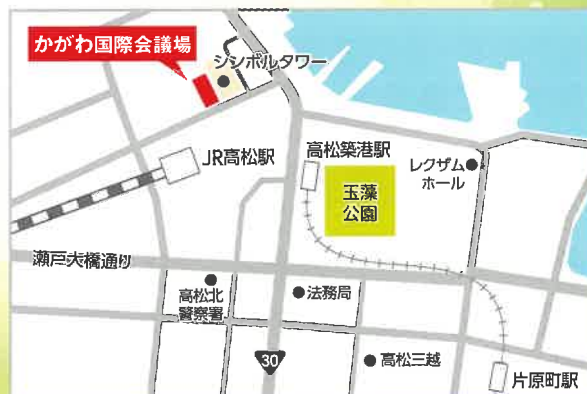 かがわ国際会議場
シンボルタワー
JR高松駅
高松築港駅
レクザム
ホール
玉藻
公園
瀬戸大橋通り
高松北
警察署
法務局
30
高松三越
片原町駅